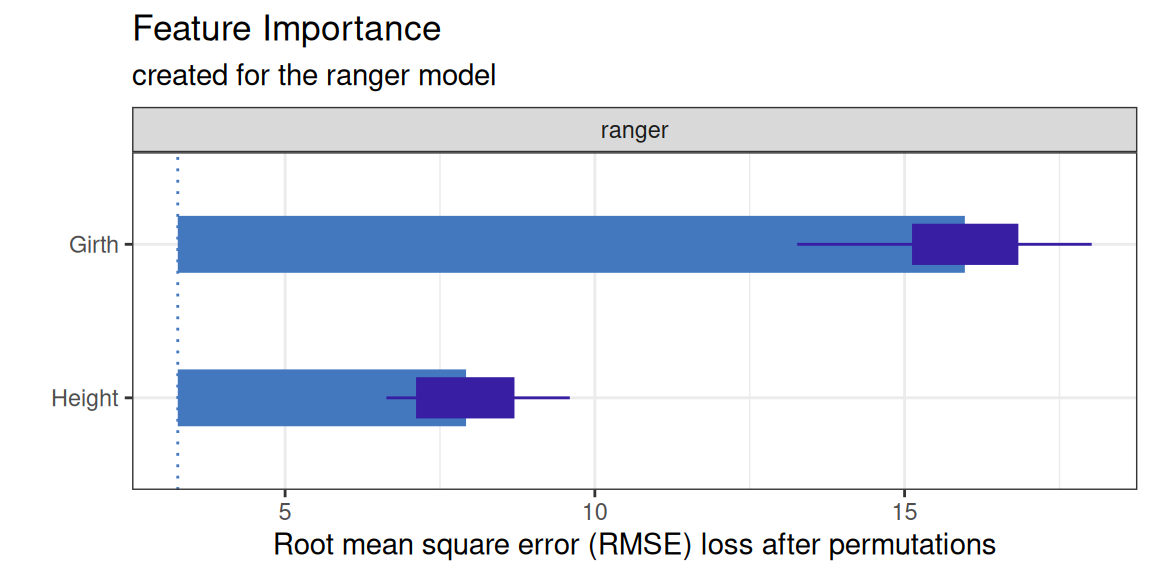 Feature Importance
created for the ranger model
ranger
Girth
Height
5 10 15
Root mean square error (RMSE) loss after permutations